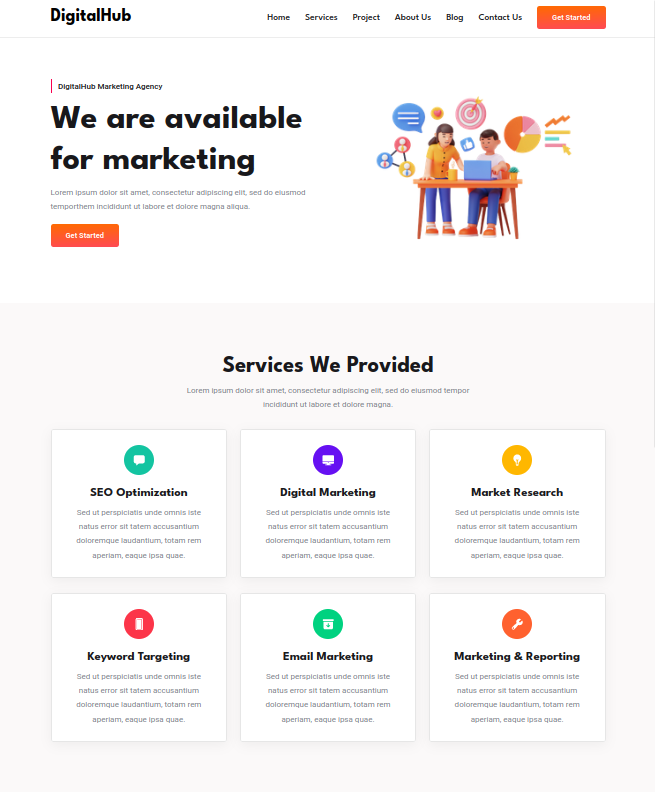 DigitalHub
Home Services Project About Us Blog Contact Us Get Started
DigitalHub Marketing Agency
We are available
for marketing
Lorem ipsum dolor sit amet, consectetur adipiscing elit, sed do eiusmod
temporthem incididunt ut labore et dolore magna aliqua.
Get Started
Services We Provided
Lorem ipsum dolor sit amet, consectetur adipiscing elit, sed do eiusmod tempor
incididunt ut labore et dolore magna.
SEO Optimization
Sed ut perspiciatis unde omnis iste
natus error sit tatem accusantium
doloremque laudantium, totam rem
aperiam, eaque ipsa quae.
Digital Marketing
Sed ut perspiciatis unde omnis iste
natus error sit tatem accusantium
doloremque laudantium, totam rem
aperiam, eaque ipsa quae.
Market Research
Sed ut perspiciatis unde omnis iste
natus error sit tatem accusantium
doloremque laudantium, totam rem
aperiam, eaque ipsa quae.
Keyword Targeting
Sed ut perspiciatis unde omnis iste
natus error sit tatem accusantium
doloremque laudantium, totam rem
aperiam, eaque ipsa quae.
Email Marketing
Sed ut perspiciatis unde omnis iste
natus error sit tatem accusantium
doloremque laudantium, totam rem
aperiam, eaque ipsa quae.
Marketing & Reporting
Sed ut perspiciatis unde omnis iste
natus error sit tatem accusantium
doloremque laudantium, totam rem
aperiam, eaque ipsa quae.